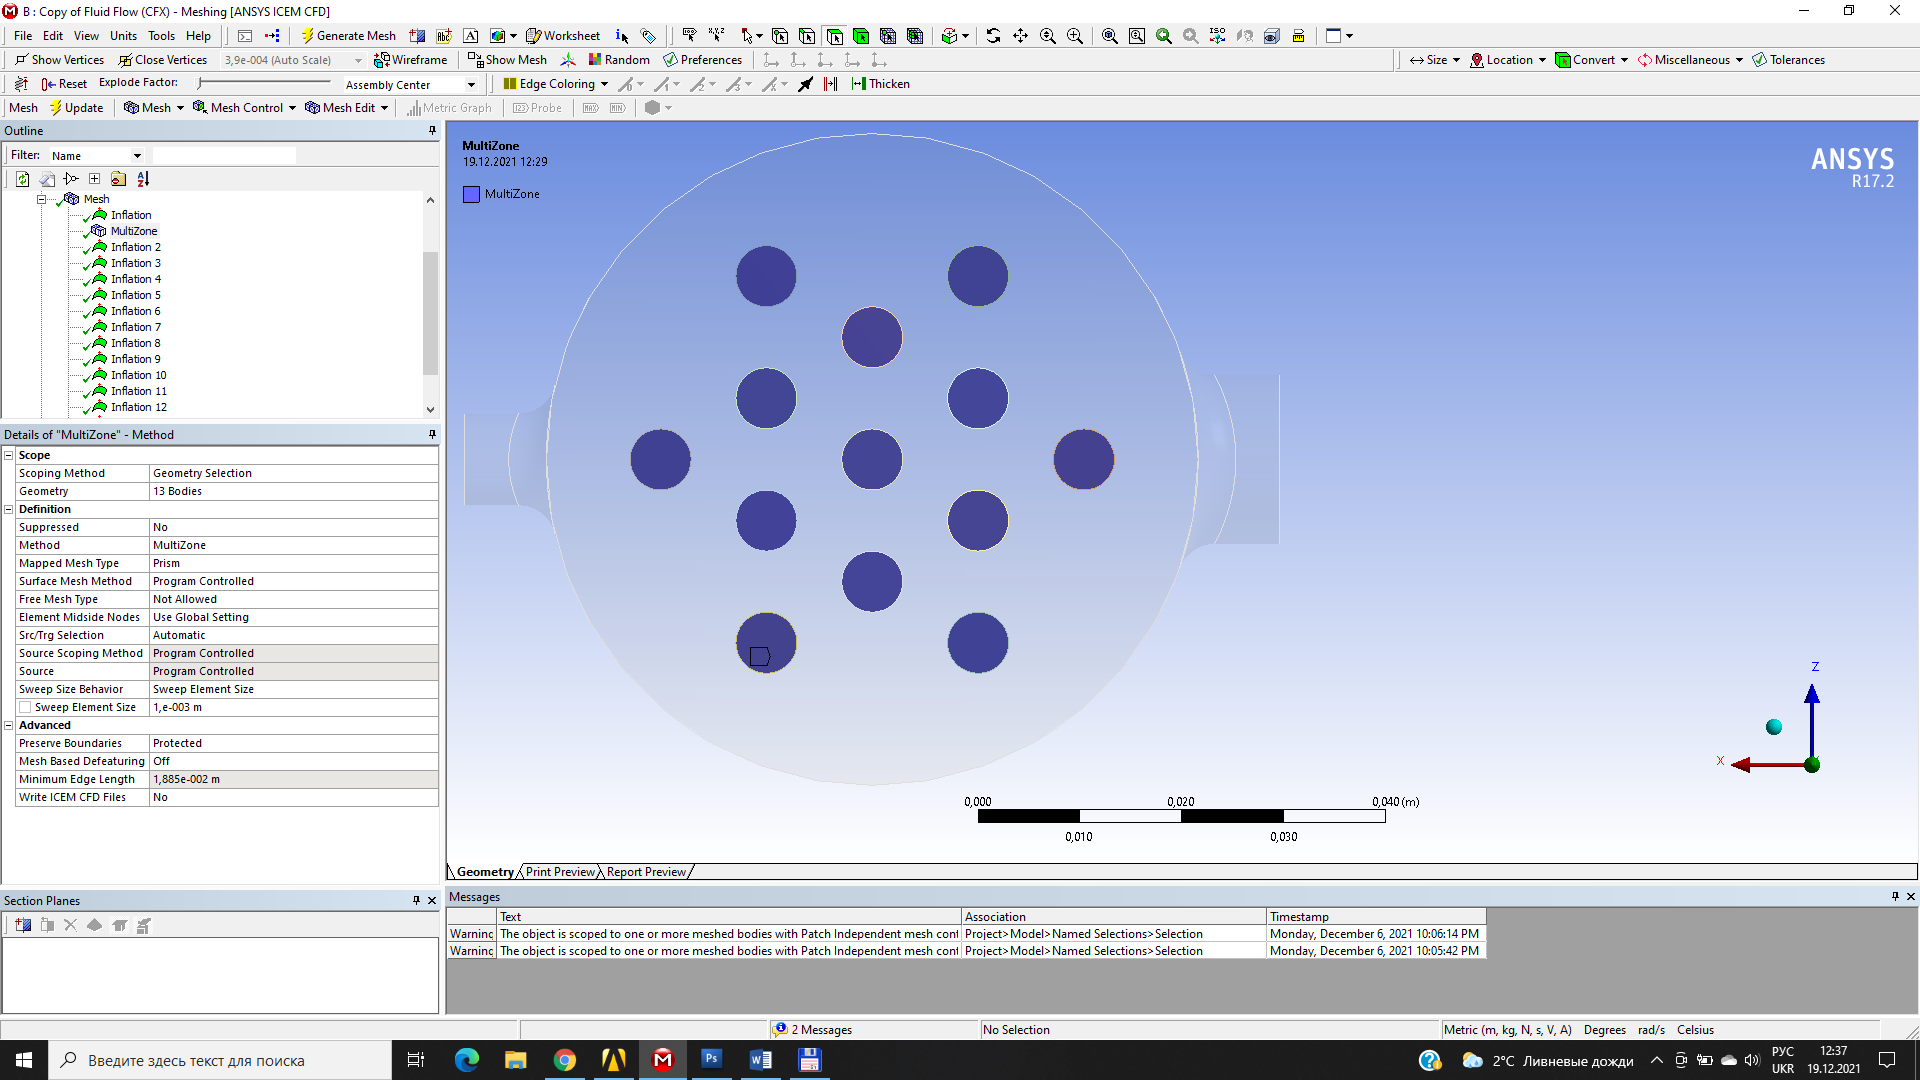 B : Copy of Fluid Flow (CFX) - Meshing [ANSYS ICEM CFD]
File Edit View Units Tools Help Generate Mesh Worksheet
Show Vertices Close Vertices 3,9e-004 (Auto Scale) Wireframe Show Mesh Random Preferences Size Location Convert Miscellaneous Tolerances
Reset Explode Factor: Assembly Center Edge Coloring Thicken
Mesh Update Mesh Mesh Control Mesh Edit Metric Graph Probe
Outline
Filter: Name
Mesh
Inflation
MultiZone
Inflation 2
Inflation 3
Inflation 4
Inflation 5
Inflation 6
Inflation 7
Inflation 8
Inflation 9
Inflation 10
Inflation 11
Inflation 12
Details of "MultiZone" - Method
Scope
Scoping Method Geometry Selection
Geometry 13 Bodies
Definition
Suppressed No
Method MultiZone
Mapped Mesh Type Prism
Surface Mesh Method Program Controlled
Free Mesh Type Not Allowed
Element Midside Nodes Use Global Setting
Src/Trg Selection Automatic
Source Scoping Method Program Controlled
Source Program Controlled
Sweep Size Behavior Sweep Element Size
Sweep Element Size 1,e-003 m
Advanced
Preserve Boundaries Protected
Mesh Based Defeaturing Off
Minimum Edge Length 1,885e-002 m
Write ICEM CFD Files No
Section Planes
MultiZone
19.12.2021 12:29
MultiZone
ANSYS
R17.2
Z
X
0,000 0,020 0,040 (m)
0,010 0,030
Geometry Print Preview Report Preview
Messages
Text Association Timestamp
Warning The object is scoped to one or more meshed bodies with Patch Independent mesh cont Project>Model>Named Selections>Selection Monday, December 6, 2021 10:06:14 PM
Warning The object is scoped to one or more meshed bodies with Patch Independent mesh cont Project>Model>Named Selections>Selection Monday, December 6, 2021 10:05:42 PM
2 Messages No Selection Metric (m, kg, N, s, V, A) Degrees rad/s Celsius
Введите здесь текст для поиска
2°C Ливневые дожди
РУС
UKR
12:37
19.12.2021